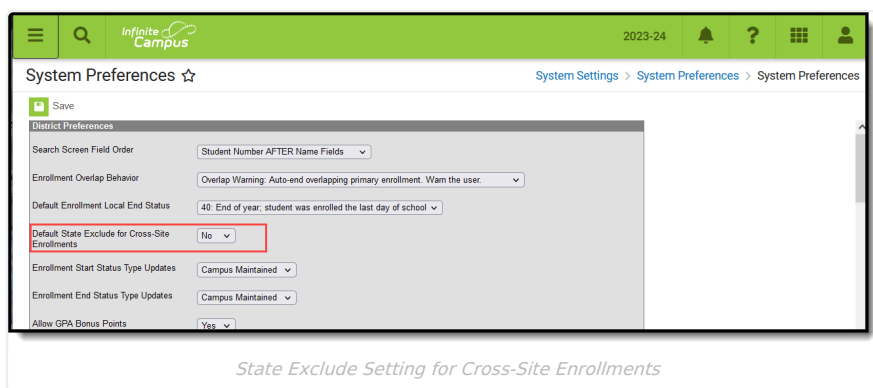 Infinite
Campus
2023-24
System Preferences
System Settings > System Preferences > System Preferences
Save
District Preferences
Search Screen Field Order
Student Number AFTER Name Fields
Enrollment Overlap Behavior
Overlap Warning: Auto-end overlapping primary enrollment. Warn the user.
Default Enrollment Local End Status
40: End of year; student was enrolled the last day of school
Default State Exclude for Cross-Site
Enrollments
No
Enrollment Start Status Type Updates
Campus Maintained
Enrollment End Status Type Updates
Campus Maintained
Allow GPA Bonus Points
Yes
State Exclude Setting for Cross-Site Enrollments